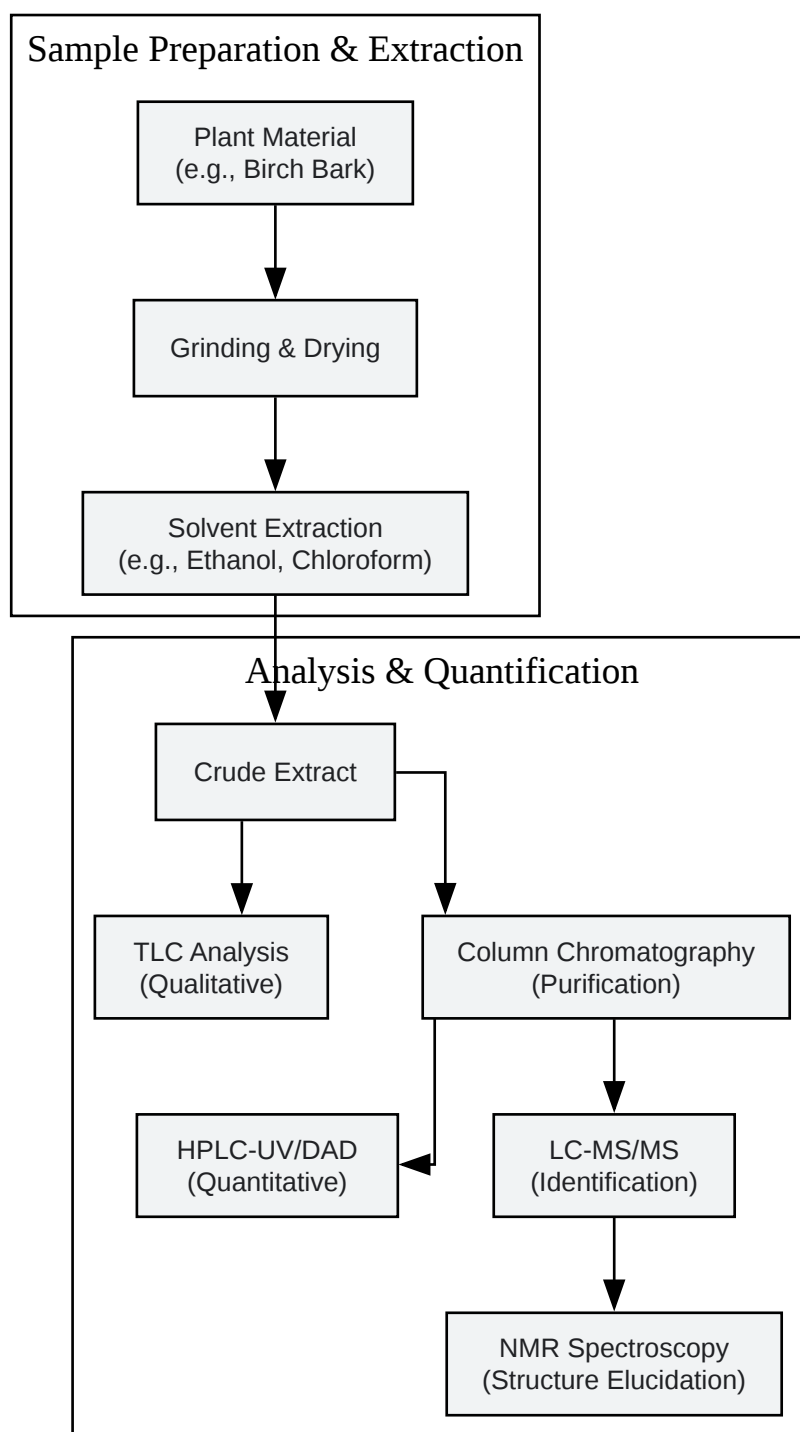 Sample Preparation & Extraction
Plant Material
(e.g., Birch Bark)
Grinding & Drying
Solvent Extraction
(e.g., Ethanol, Chloroform)
Analysis & Quantification
Crude Extract
TLC Analysis
(Qualitative)
Column Chromatography
(Purification)
HPLC-UV/DAD
(Quantitative)
LC-MS/MS
(Identification)
NMR Spectroscopy
(Structure Elucidation)